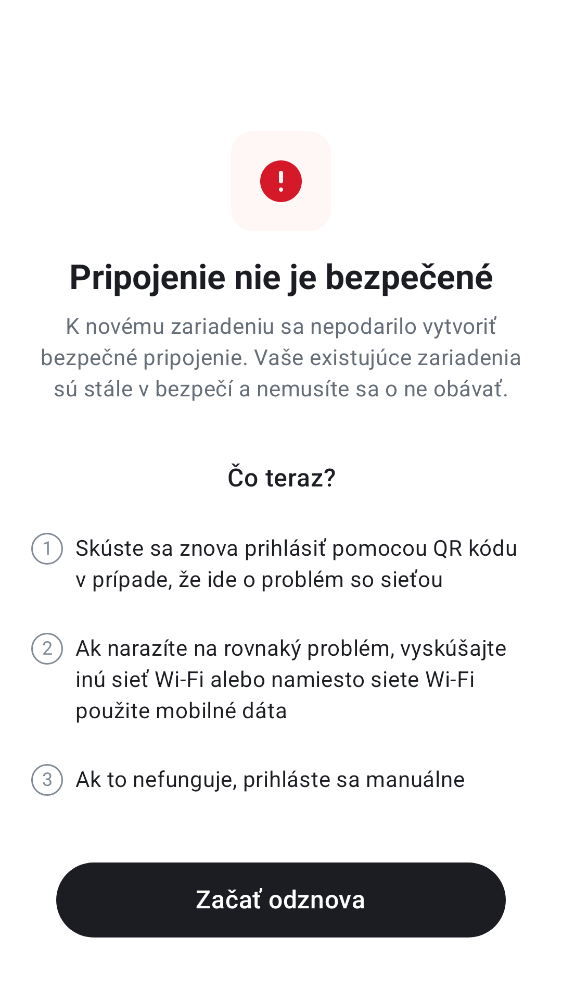 Pripojenie nie je bezpečené
K novému zariadeniu sa nepodarilo vytvoriť
bezpečné pripojenie. Vaše existujúce zariadenia
sú stále v bezpečí a nemusíte sa o ne obávať.
Čo teraz?
1 Skúste sa znova prihlásiť pomocou QR kódu
v prípade, že ide o problém so sieťou
2 Ak narazíte na rovnaký problém, vyskúšajte
inú sieť Wi-Fi alebo namiesto siete Wi-Fi
použite mobilné dáta
3 Ak to nefunguje, prihláste sa manuálne
Začať odznova